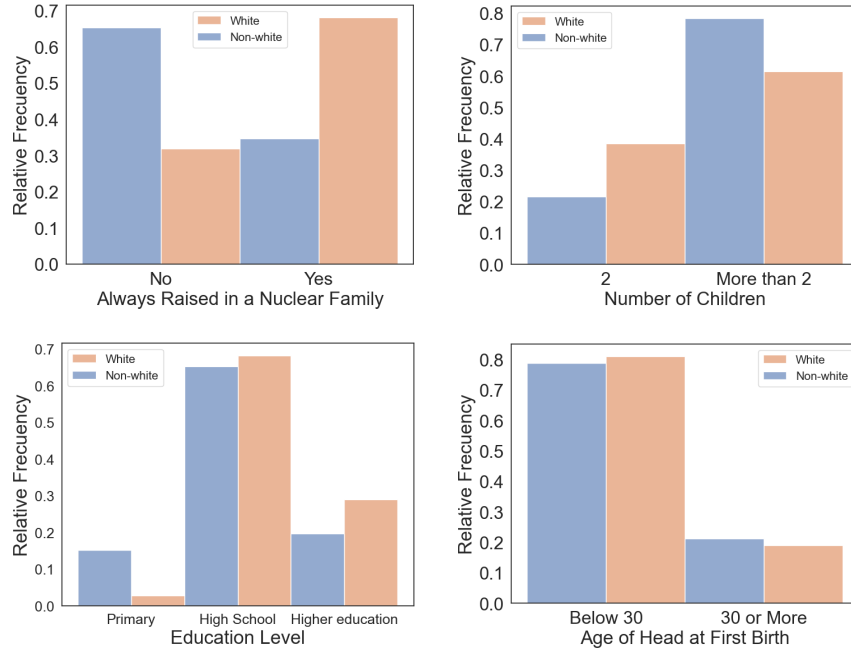 Relative Frecuency
0.7
0.6
0.5
0.4
0.3
0.2
0.1
0.0
White
Non-white
No Yes
Always Raised in a Nuclear Family
Relative Frecuency
0.8
0.7
0.6
0.5
0.4
0.3
0.2
0.1
0.0
White
Non-white
2 More than 2
Number of Children
Relative Frecuency
0.7
0.6
0.5
0.4
0.3
0.2
0.1
0.0
White
Non-white
Primary High School Higher education
Education Level
Relative Frecuency
0.8
0.7
0.6
0.5
0.4
0.3
0.2
0.1
0.0
White
Non-white
Below 30 30 or More
Age of Head at First Birth